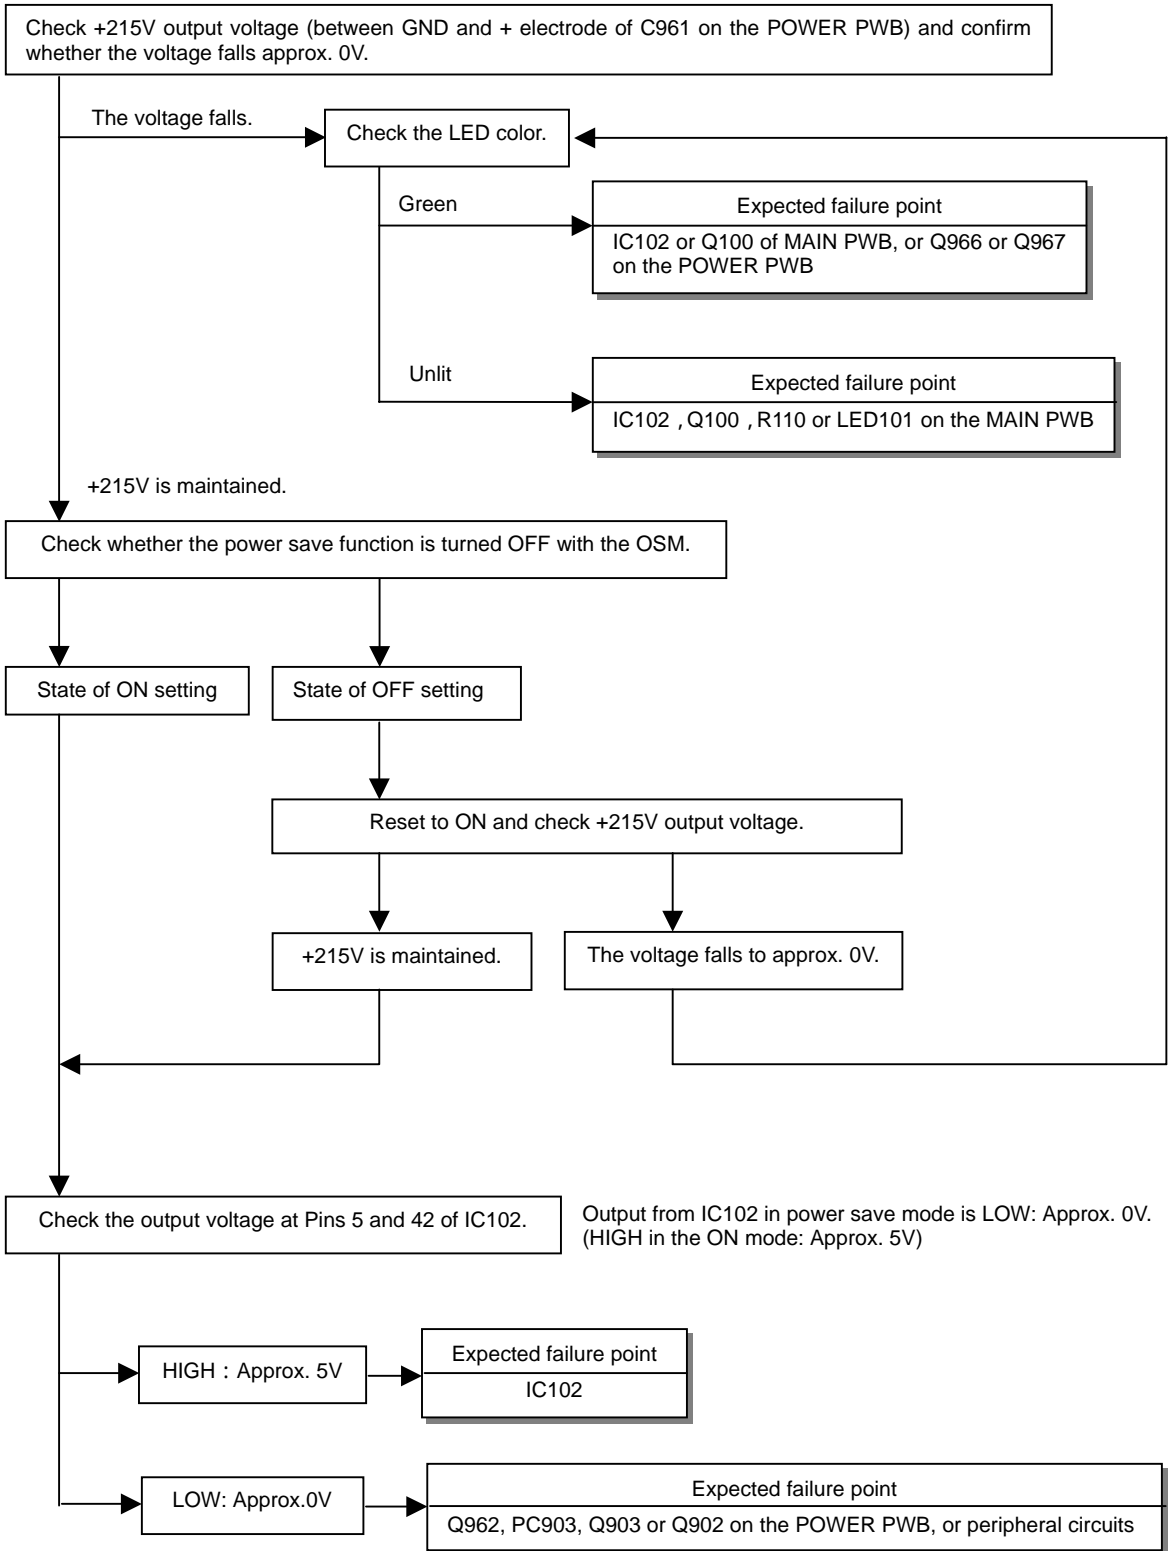 Check +215V output voltage (between GND and + electrode of C961 on the POWER PWB) and confirm
whether the voltage falls approx. 0V.
The voltage falls.
Check the LED color.
Green
Expected failure point
IC102 or Q100 of MAIN PWB, or Q966 or Q967
on the POWER PWB
Unlit
Expected failure point
IC102 , Q100 , R110 or LED101 on the MAIN PWB
+215V is maintained.
Check whether the power save function is turned OFF with the OSM.
State of ON setting
State of OFF setting
Reset to ON and check +215V output voltage.
+215V is maintained.
The voltage falls to approx. 0V.
Check the output voltage at Pins 5 and 42 of IC102.
Output from IC102 in power save mode is LOW: Approx. 0V.
(HIGH in the ON mode: Approx. 5V)
HIGH : Approx. 5V
Expected failure point
IC102
LOW: Approx.0V
Expected failure point
Q962, PC903, Q903 or Q902 on the POWER PWB, or peripheral circuits